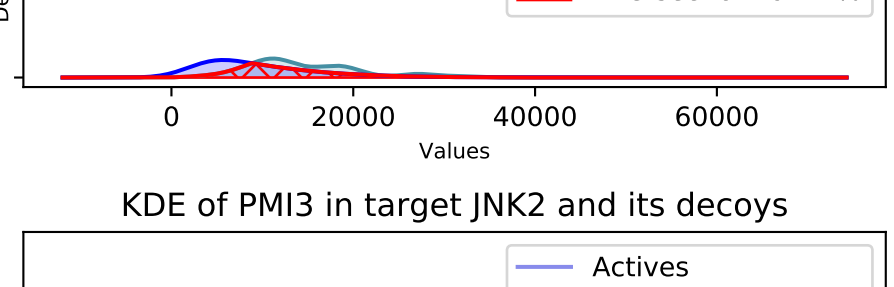 0 20000 40000 60000
Values
KDE of PMI3 in target JNK2 and its decoys
Actives